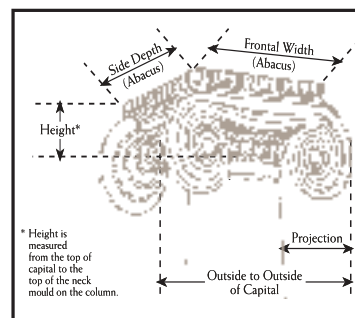 Side Depth
(Abacus)
Frontal Width
(Abacus)
Height*
* Height is
measured
from the top of
capital to the
top of the neck
mould on the column.
Projection
Outside to Outside
of Capital